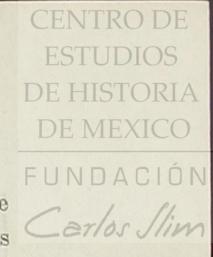 CENTRO DE
ESTUDIOS
DE HISTORIA
DE MEXICO
FUNDACIÓN
e
Carlos Slim
s